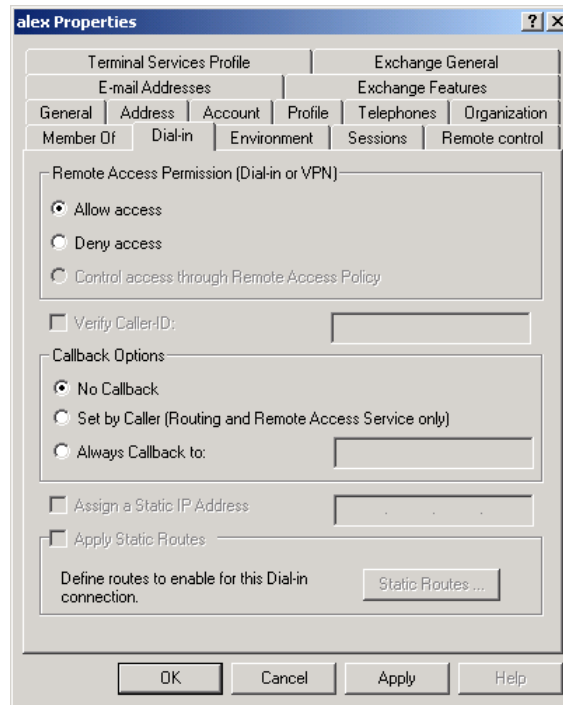 alex Properties
Terminal Services Profile Exchange General
E-mail Addresses Exchange Features
General Address Account Profile Telephones Organization
Member Of Dial-in Environment Sessions Remote control
Remote Access Permission (Dial-in or VPN)
Allow access
Deny access
Control access through Remote Access Policy
Verify Caller-ID:
Callback Options
No Callback
Set by Caller (Routing and Remote Access Service only)
Always Callback to:
Assign a Static IP Address
Apply Static Routes
Define routes to enable for this Dial-in
connection.
Static Routes ...
OK Cancel Apply Help